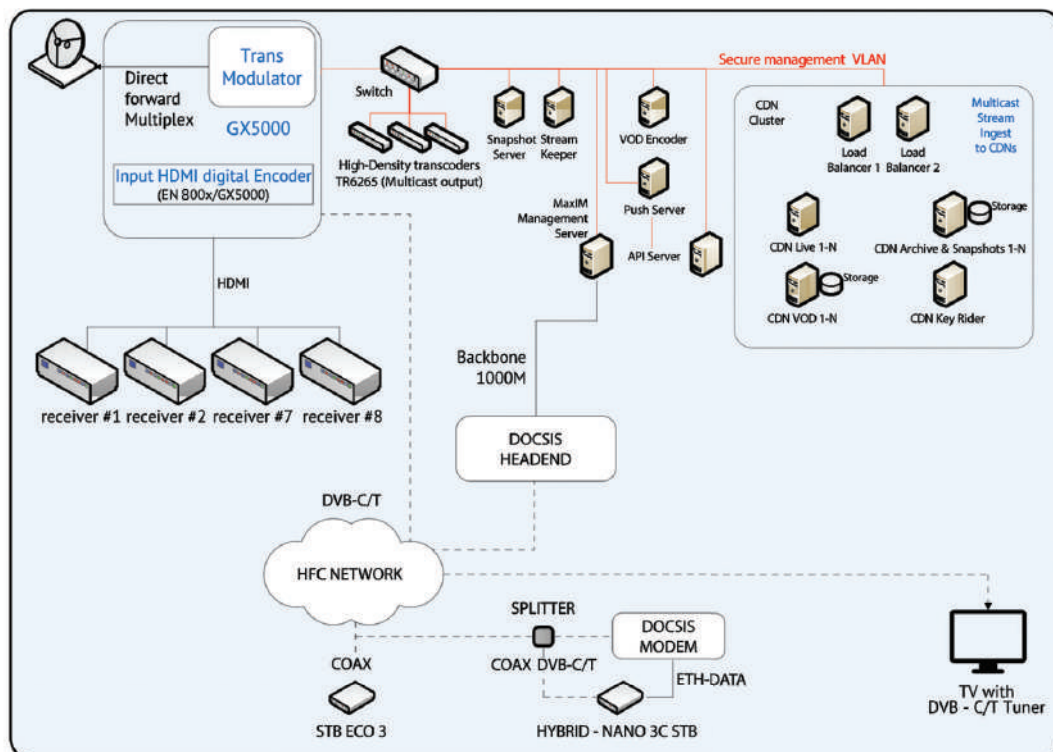 Direct
forward
Multiplex
Trans
Modulator
GX5000
Input HDMI digital Encoder
(EN 800x/GX5000)
Switch
High-Density transcoders
TR6265 (Multicast output)
Snapshot
Server
Stream
Keeper
VOD Encoder
Push Server
MaxIM
Management
Server
API Server
Secure management VLAN
CDN
Cluster
Multicast
Stream
Ingest
to CDNs
Load
Balancer 1
Load
Balancer 2
CDN Live 1-N
Storage
CDN Archive & Snapshots 1-N
Storage
CDN VOD 1-N
CDN Key Rider
HDMI
receiver #1
receiver #2
receiver #7
receiver #8
Backbone
1000M
DOCSIS
HEADEND
DVB-C/T
HFC NETWORK
SPLITTER
DOCSIS
MODEM
COAX
COAX DVB-C/T
ETH-DATA
STB ECO 3
HYBRID - NANO 3C STB
TV with
DVB - C/T Tuner